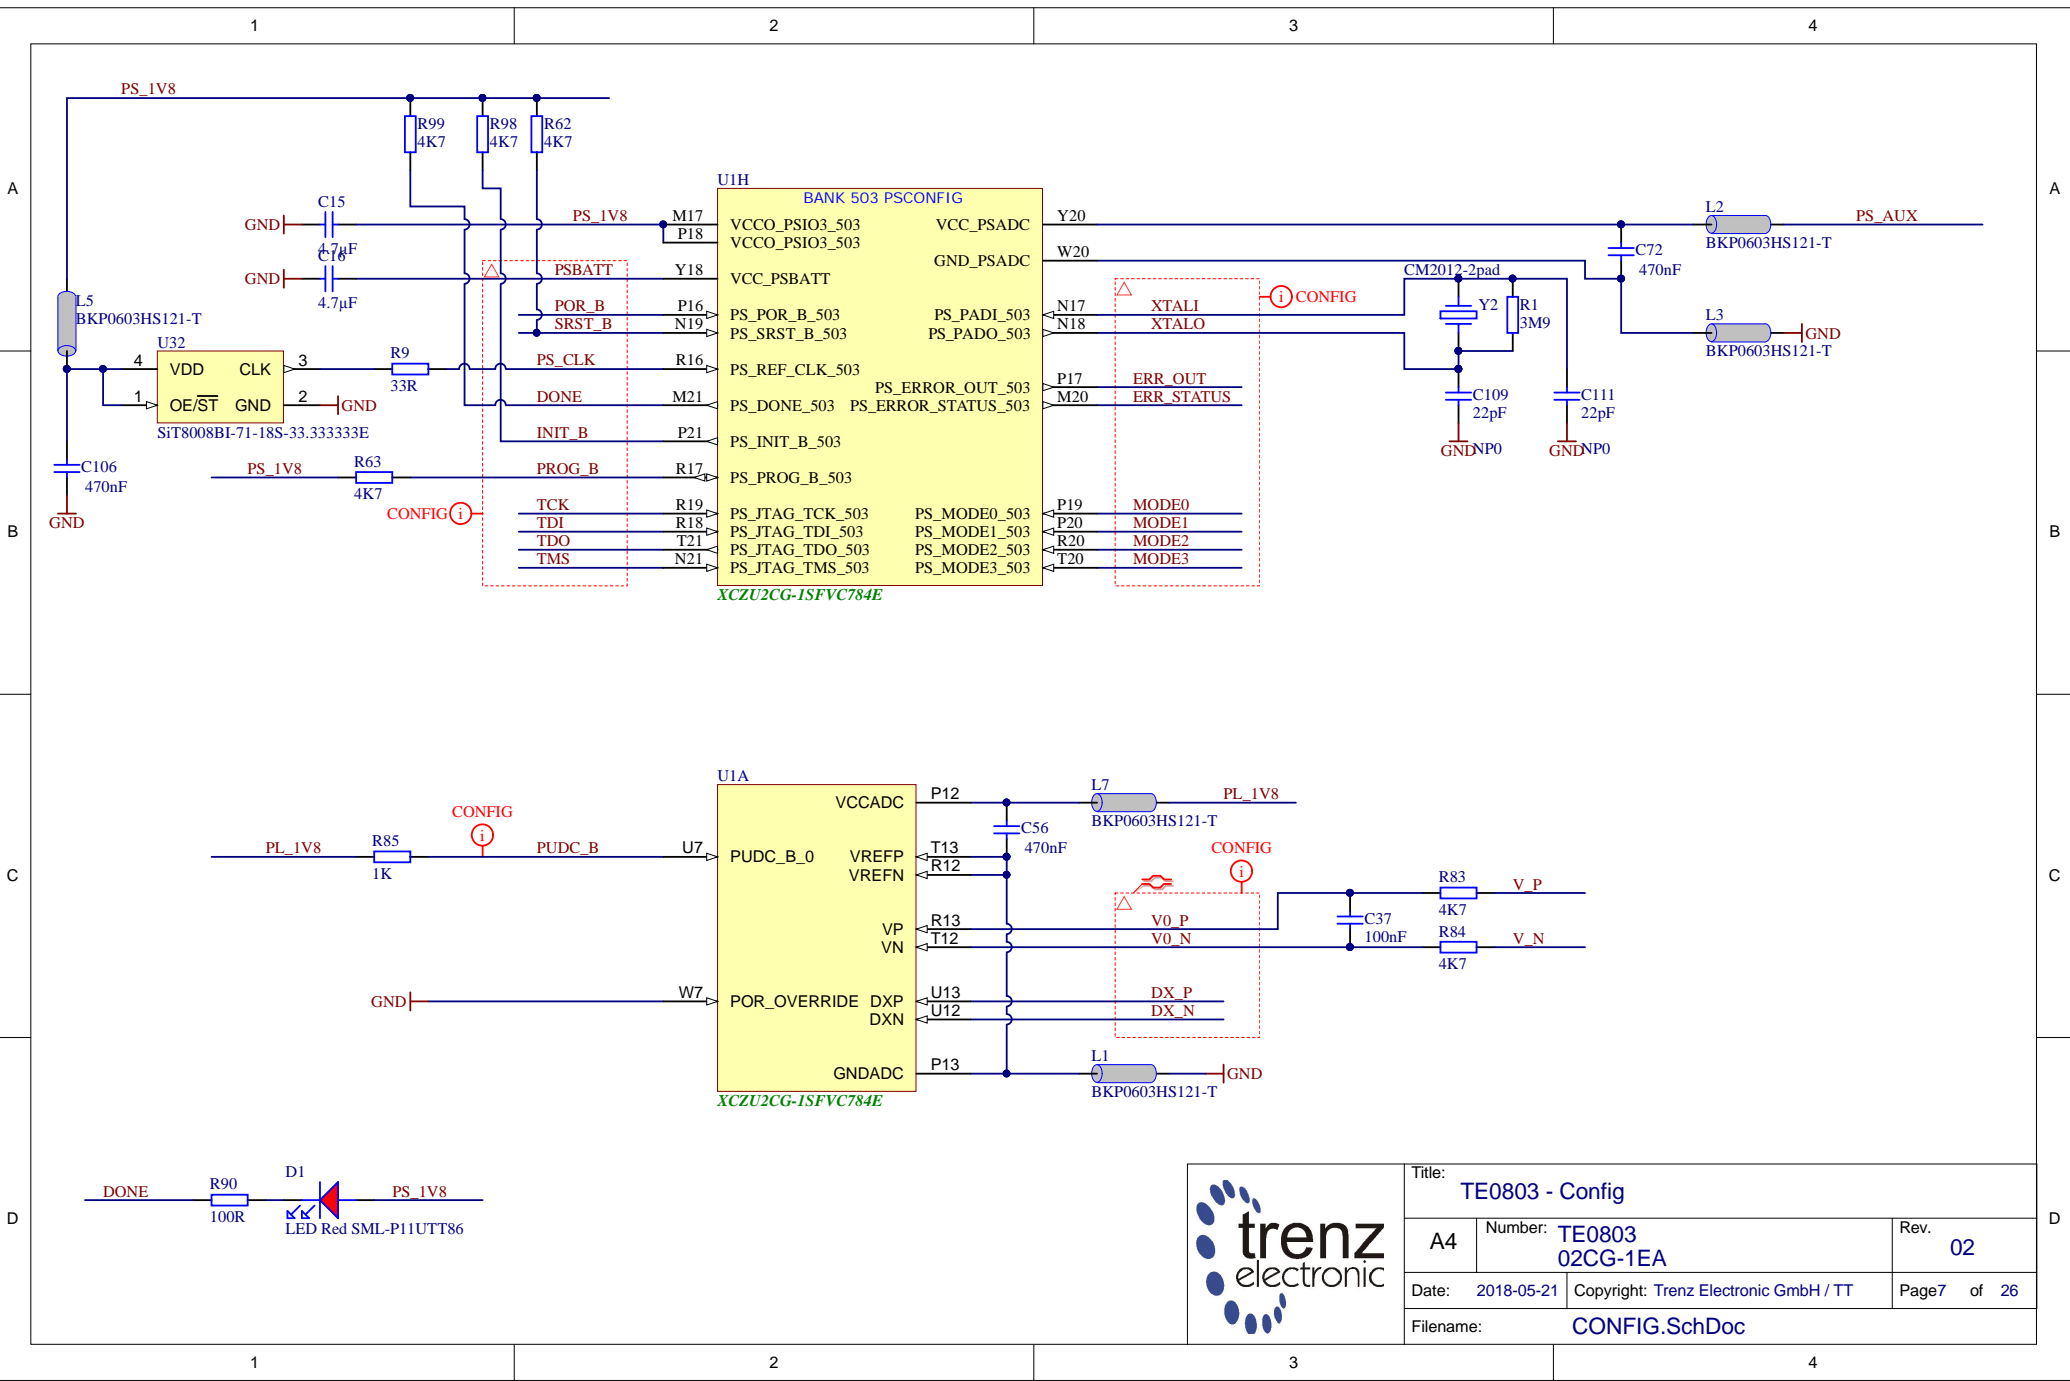 1 2 3 4
A A
B B
C C
D D
1 2 3 4
PS_1V8
R99
4K7
R98
4K7
R62
4K7
C15
4.7µF
GND
PS_1V8
C16
4.7µF
GND
PSBATT
POR_B
SRST_B
L5
BKP0603HS121-T
U32
4 VDD CLK 3
1 OE/ST GND 2
GND
SiT8008BI-71-18S-33.333333E
R9
33R
PS_CLK
DONE
INIT_B
C106
470nF
GND
PS_1V8
R63
4K7
PROG_B
CONFIG i
TCK
TDI
TDO
TMS
U1H
BANK 503 PSCONFIG
M17 VCCO_PSIO3_503 VCC_PSADC Y20
P18 VCCO_PSIO3_503
GND_PSADC W20
Y18 VCC_PSBATT
P16 PS_POR_B_503 PS_PADI_503 N17
N19 PS_SRST_B_503 PS_PADO_503 N18
R16 PS_REF_CLK_503
PS_ERROR_OUT_503 P17
M21 PS_DONE_503 PS_ERROR_STATUS_503 M20
P21 PS_INIT_B_503
R17 PS_PROG_B_503
R19 PS_JTAG_TCK_503 PS_MODE0_503 P19
R18 PS_JTAG_TDI_503 PS_MODE1_503 P20
T21 PS_JTAG_TDO_503 PS_MODE2_503 R20
N21 PS_JTAG_TMS_503 PS_MODE3_503 T20
XCZU2CG-1SFVC784E
XTALI
XTALO
ERR_OUT
ERR_STATUS
MODE0
MODE1
MODE2
MODE3
i CONFIG
CM2012-2pad
Y2
R1
3M9
C109
22pF
GND NP0
C111
22pF
GND NP0
L2
BKP0603HS121-T
PS_AUX
C72
470nF
L3
BKP0603HS121-T
GND
PL_1V8
R85
1K
CONFIG
i
PUDC_B
GND
U1A
VCCADC P12
U7 PUDC_B_0 VREFP T13
VREFN R12
VP R13
VN T12
W7 POR_OVERRIDE DXP U13
DXN U12
GNDADC P13
XCZU2CG-1SFVC784E
L7
BKP0603HS121-T
PL_1V8
C56
470nF
CONFIG
i
V0_P
V0_N
DX_P
DX_N
C37
100nF
R83
4K7
V_P
R84
4K7
V_N
L1
BKP0603HS121-T
GND
DONE
R90
100R
D1
LED Red SML-P11UTT86
PS_1V8
trenz
electronic
Title:
TE0803 - Config
A4
Number: TE0803
02CG-1EA
Rev.
02
Date: 2018-05-21 Copyright: Trenz Electronic GmbH / TT Page7 of 26
Filename: CONFIG.SchDoc